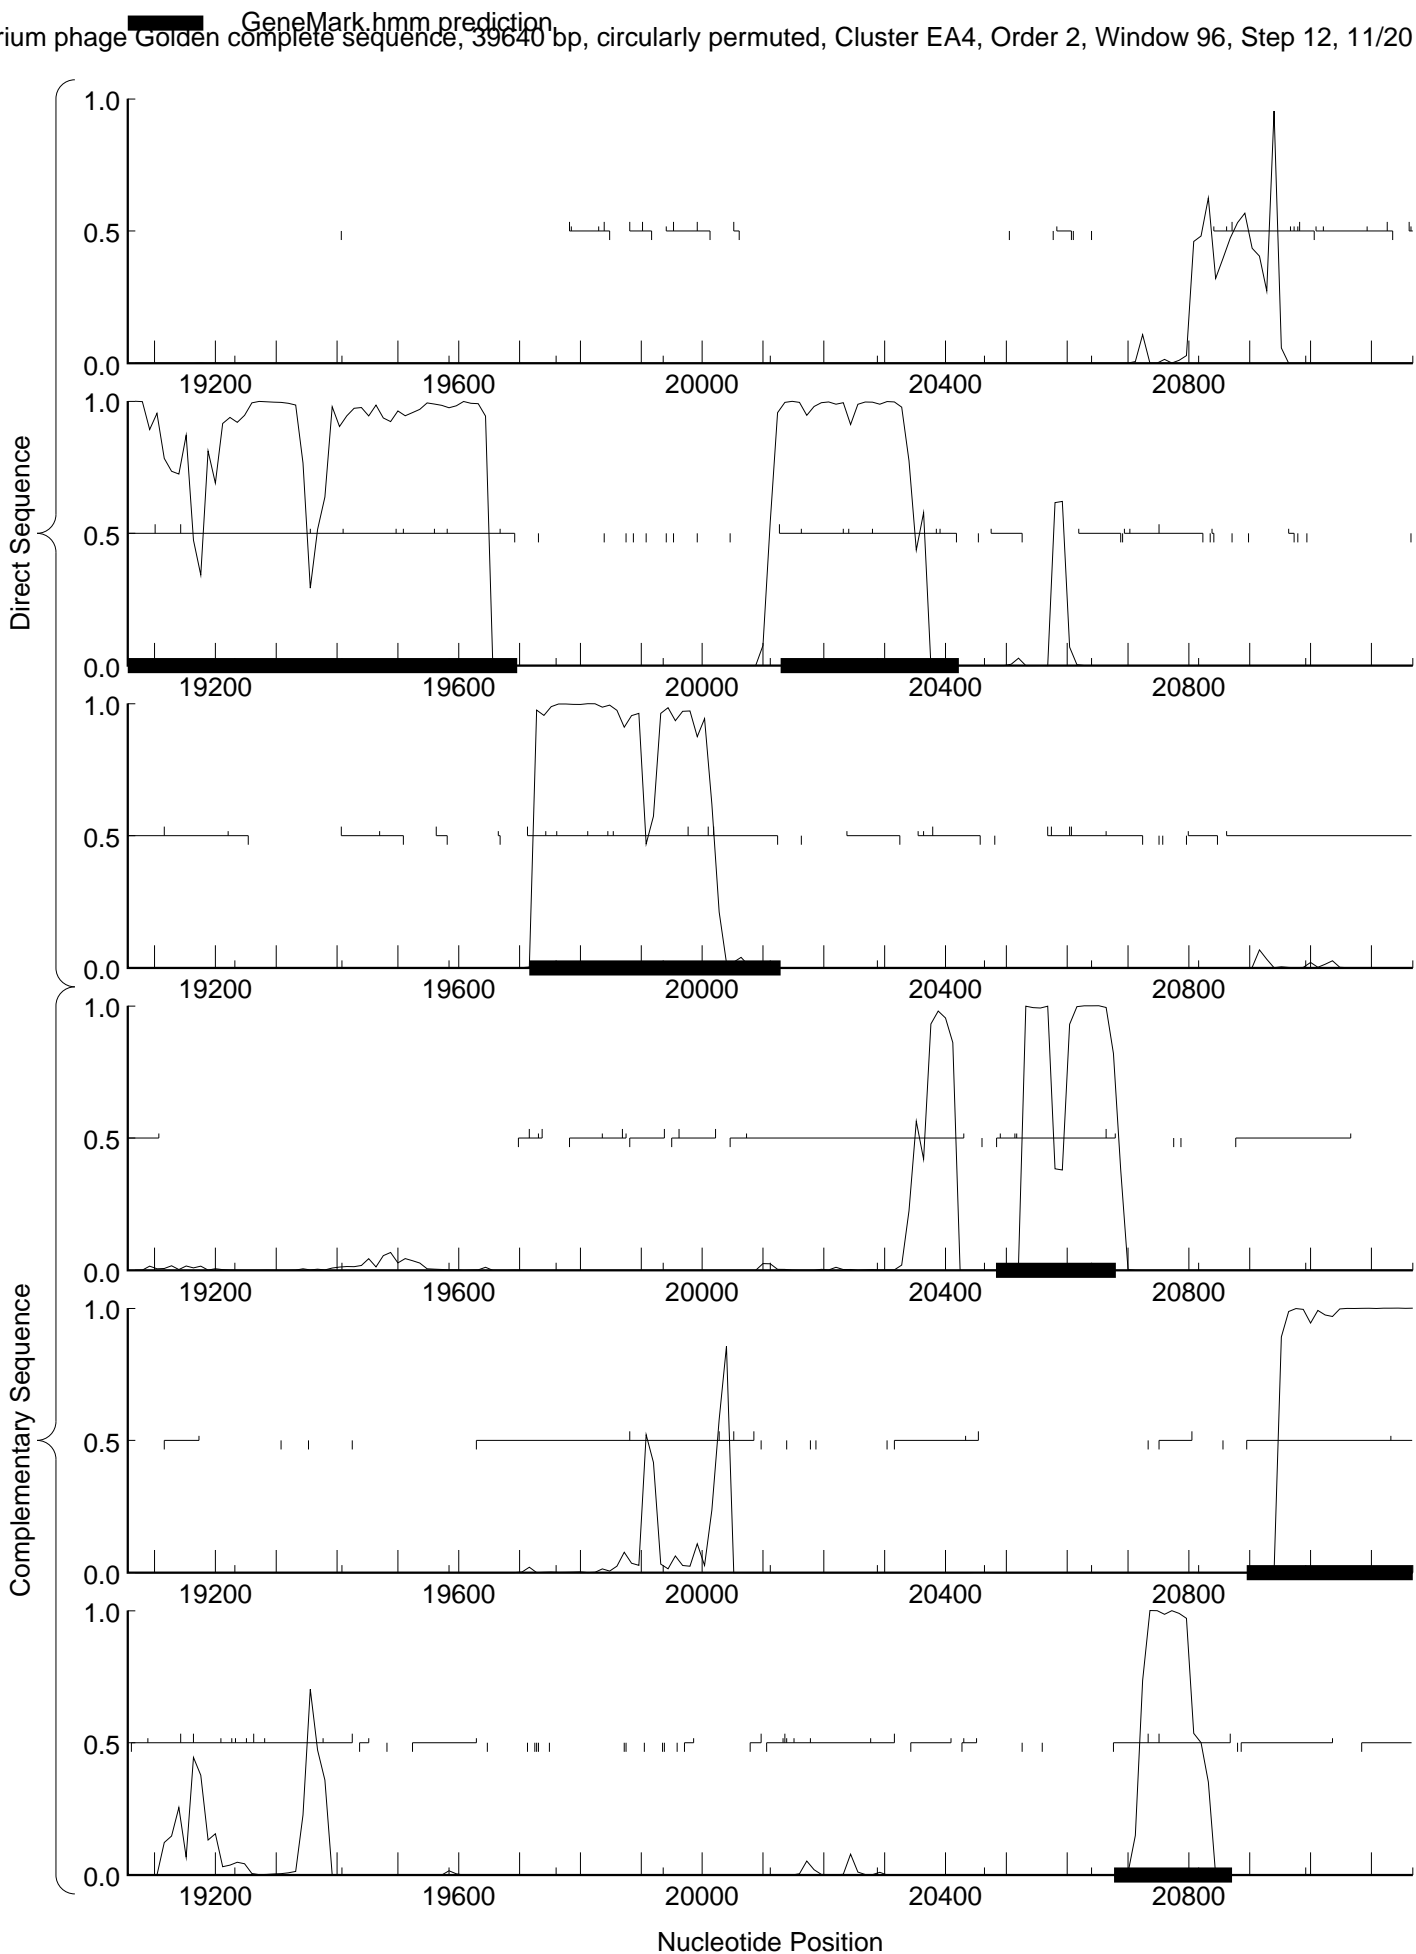 GeneMark.hmm prediction
rium phage Golden complete sequence, 39640 bp, circularly permuted, Cluster EA4, Order 2, Window 96, Step 12, 11/20
1.0
0.5
0.0
19200 19600 20000 20400 20800
1.0
0.5
0.0
19200 19600 20000 20400 20800
1.0
0.5
0.0
19200 19600 20000 20400 20800
Direct Sequence
1.0
0.5
0.0
19200 19600 20000 20400 20800
1.0
0.5
0.0
19200 19600 20000 20400 20800
1.0
0.5
0.0
19200 19600 20000 20400 20800
Complementary Sequence
Nucleotide Position